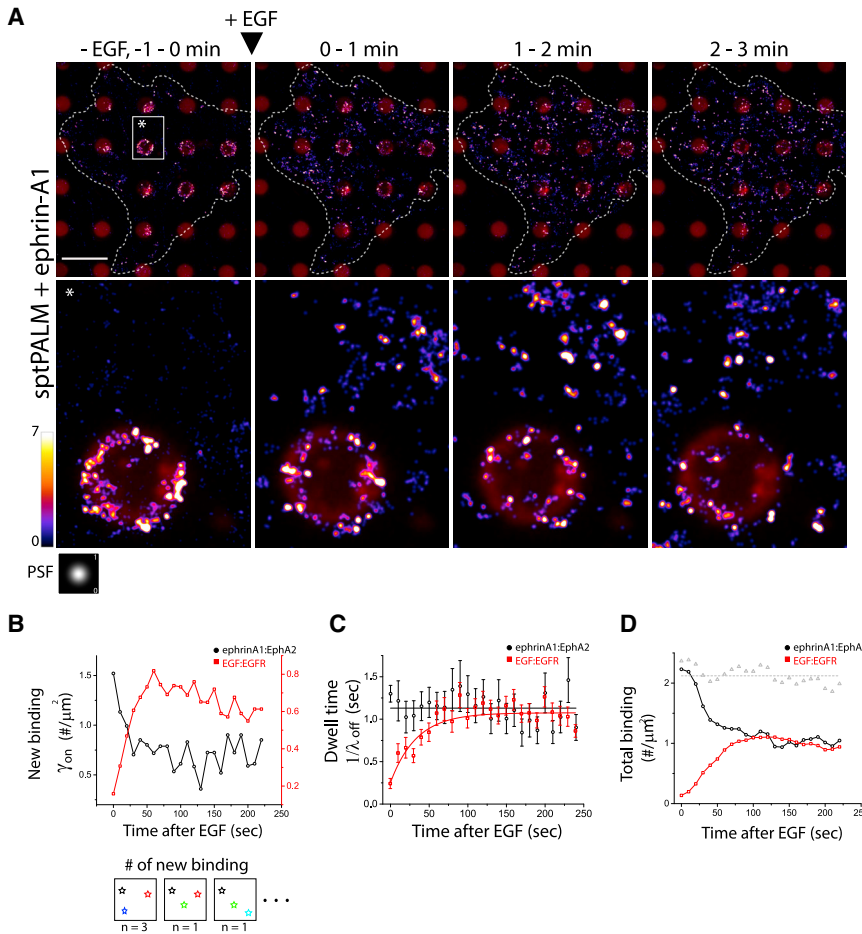 A
+ EGF
- EGF, -1 - 0 min
0 - 1 min
1 - 2 min
2 - 3 min
sptPALM + ephrin-A1
*
*
7
0
PSF
1
0
B
ephrinA1:EphA2
EGF:EGFR
New binding
γon (#/μm²)
1.5
1.0
0.5
0.8
0.6
0.4
0.2
0 50 100 150 200 250
Time after EGF (sec)
# of new binding
n = 3
n = 1
n = 1
• • •
C
ephrinA1:EphA2
EGF:EGFR
Dwell time
1/λoff (sec)
1.5
1.0
0.5
0.0
0 50 100 150 200 250
Time after EGF (sec)
D
ephrinA1:EphA
EGF:EGFR
Total binding
(#/μm²)
2
1
0
0 50 100 150 200 250
Time after EGF (sec)